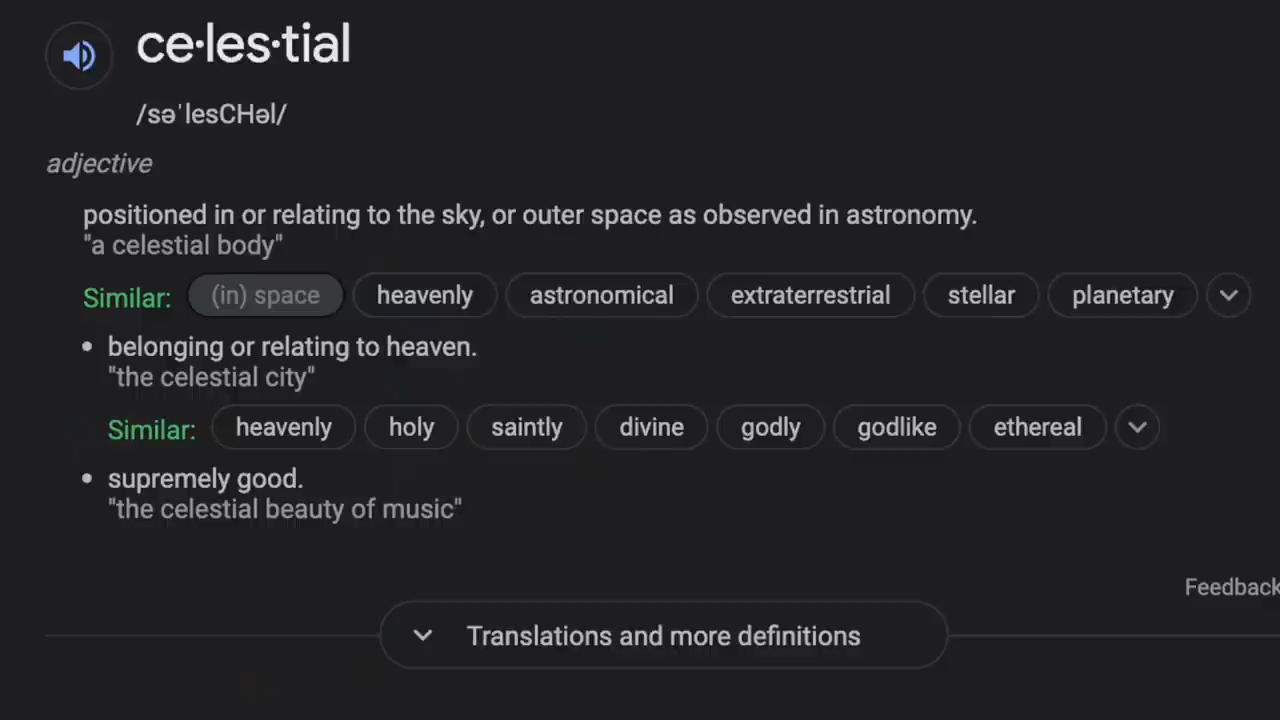 ce·les·tial
/səˈlesCHəl/
adjective
positioned in or relating to the sky, or outer space as observed in astronomy.
"a celestial body"
Similar: (in) space heavenly astronomical extraterrestrial stellar planetary
• belonging or relating to heaven.
"the celestial city"
Similar: heavenly holy saintly divine godly godlike ethereal
• supremely good.
"the celestial beauty of music"
Feedback
Translations and more definitions